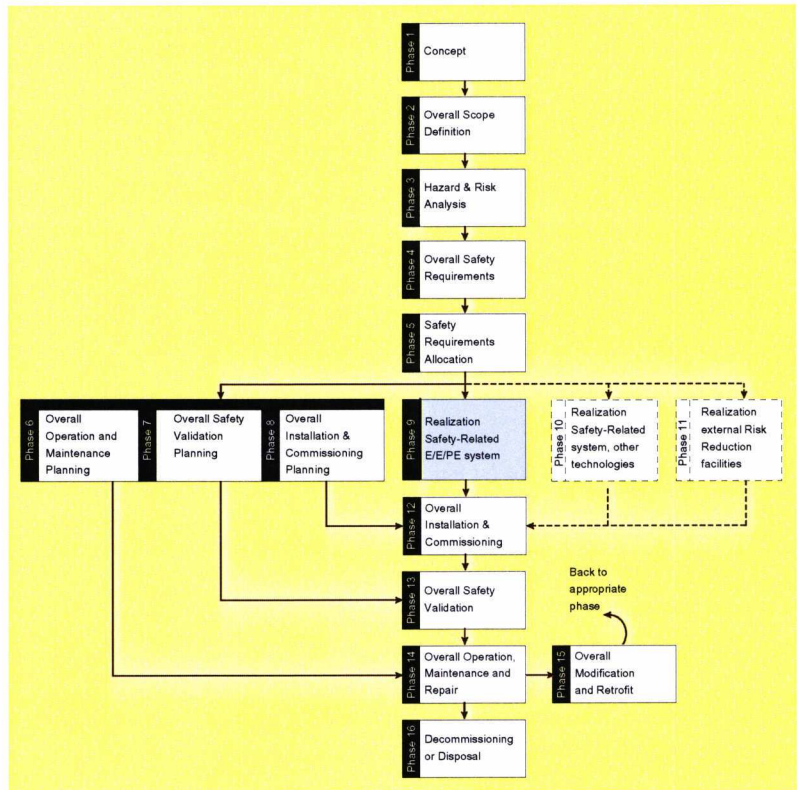 Phase 1
Concept
Phase 2
Overall Scope
Definition
Phase 3
Hazard & Risk
Analysis
Phase 4
Overall Safety
Requirements
Phase 5
Safety
Requirements
Allocation
Phase 6
Overall
Operation and
Maintenance
Planning
Phase 7
Overall Safety
Validation
Planning
Phase 8
Overall
Installation &
Commissioning
Planning
Phase 9
Realization
Safety-Related
E/E/PE system
Phase 10
Realization
Safety-Related
system, other
technologies
Phase 11
Realization
external Risk
Reduction
facilities
Phase 12
Overall
Installation &
Commissioning
Phase 13
Overall Safety
Validation
Back to
appropriate
phase
Phase 14
Overall Operation,
Maintenance and
Repair
Phase 15
Overall
Modification
and Retrofit
Phase 16
Decommissioning
or Disposal